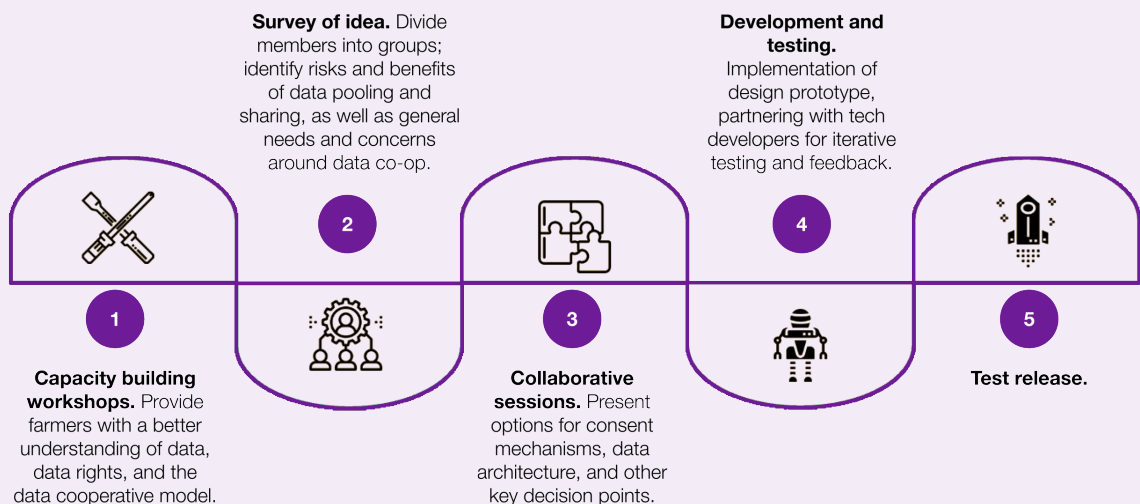 1
Capacity building
workshops. Provide
farmers with a better
understanding of data,
data rights, and the
data cooperative model.
Survey of idea. Divide
members into groups;
identify risks and benefits
of data pooling and
sharing, as well as general
needs and concerns
around data co-op.
2
3
Collaborative
sessions. Present
options for consent
mechanisms, data
architecture, and other
key decision points.
Development and
testing.
Implementation of
design prototype,
partnering with tech
developers for iterative
testing and feedback.
4
5
Test release.